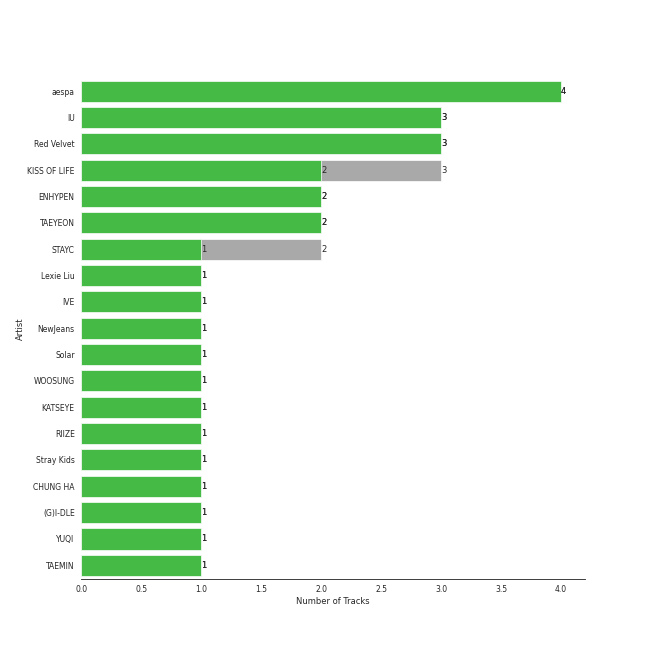 aespa 4
IU 3
Red Velvet 3
KISS OF LIFE 2 3
ENHYPEN 2
TAEYEON 2
STAYC 1 2
Lexie Liu 1
IVE 1
NewJeans 1
Solar 1
WOOSUNG 1
KATSEYE 1
RIIZE 1
Stray Kids 1
CHUNG HA 1
(G)I-DLE 1
YUQI 1
TAEMIN 1
Artist
0.0 0.5 1.0 1.5 2.0 2.5 3.0 3.5 4.0
Number of Tracks